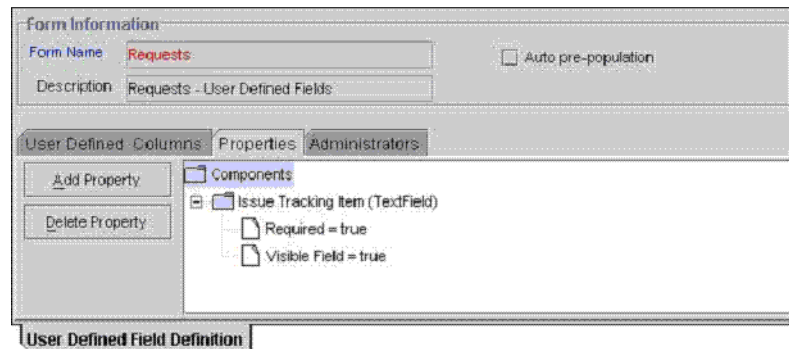 Form Information
Form Name Requests
Auto pre-population
Description Requests - User Defined Fields
User Defined Columns Properties Administrators
Add Property
Delete Property
Components
Issue Tracking Item (TextField)
Required = true
Visible Field = true
User Defined Field Definition